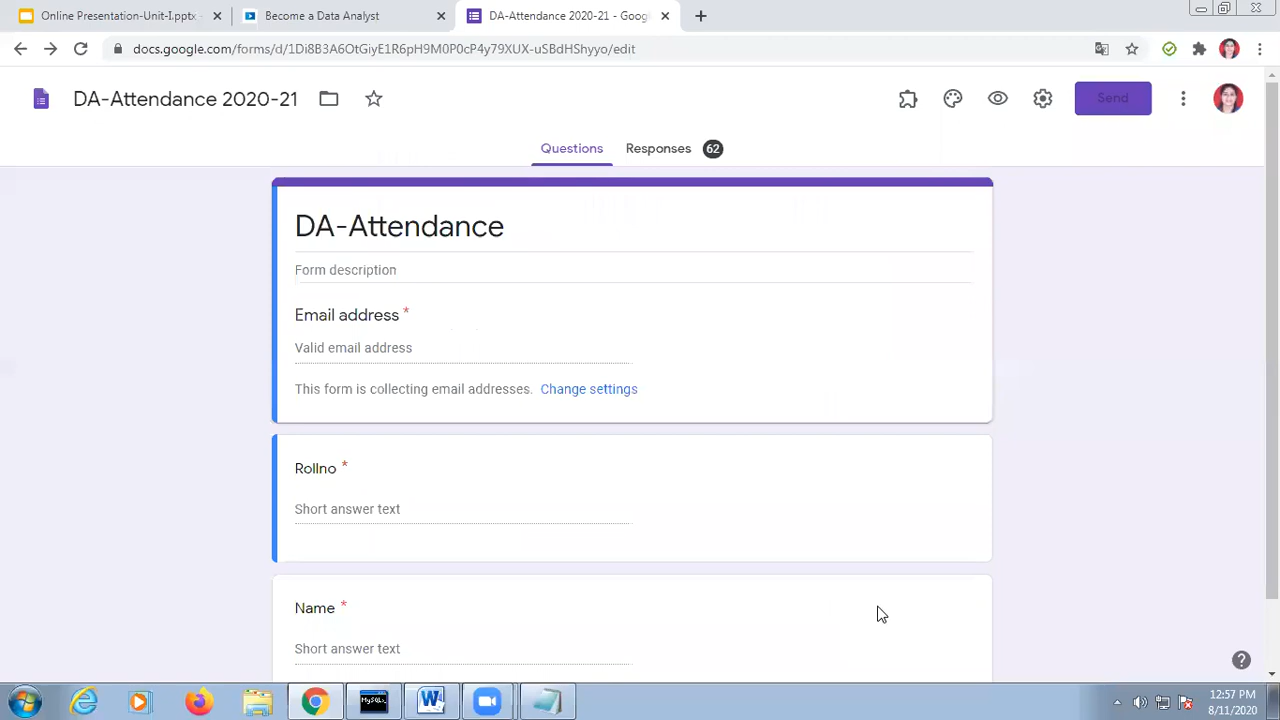 Online Presentation-Unit-I.pptx
Become a Data Analyst
DA-Attendance 2020-21 - Goog
docs.google.com/forms/d/1Di8B3A6OtGiyE1R6pH9M0P0cP4y79XUX-uSBdHShyyo/edit
DA-Attendance 2020-21
Send
Questions
Responses 62
DA-Attendance
Form description
Email address *
Valid email address
This form is collecting email addresses. Change settings
Rollno *
Short answer text
Name *
Short answer text
MySQL
12:57 PM
8/11/2020